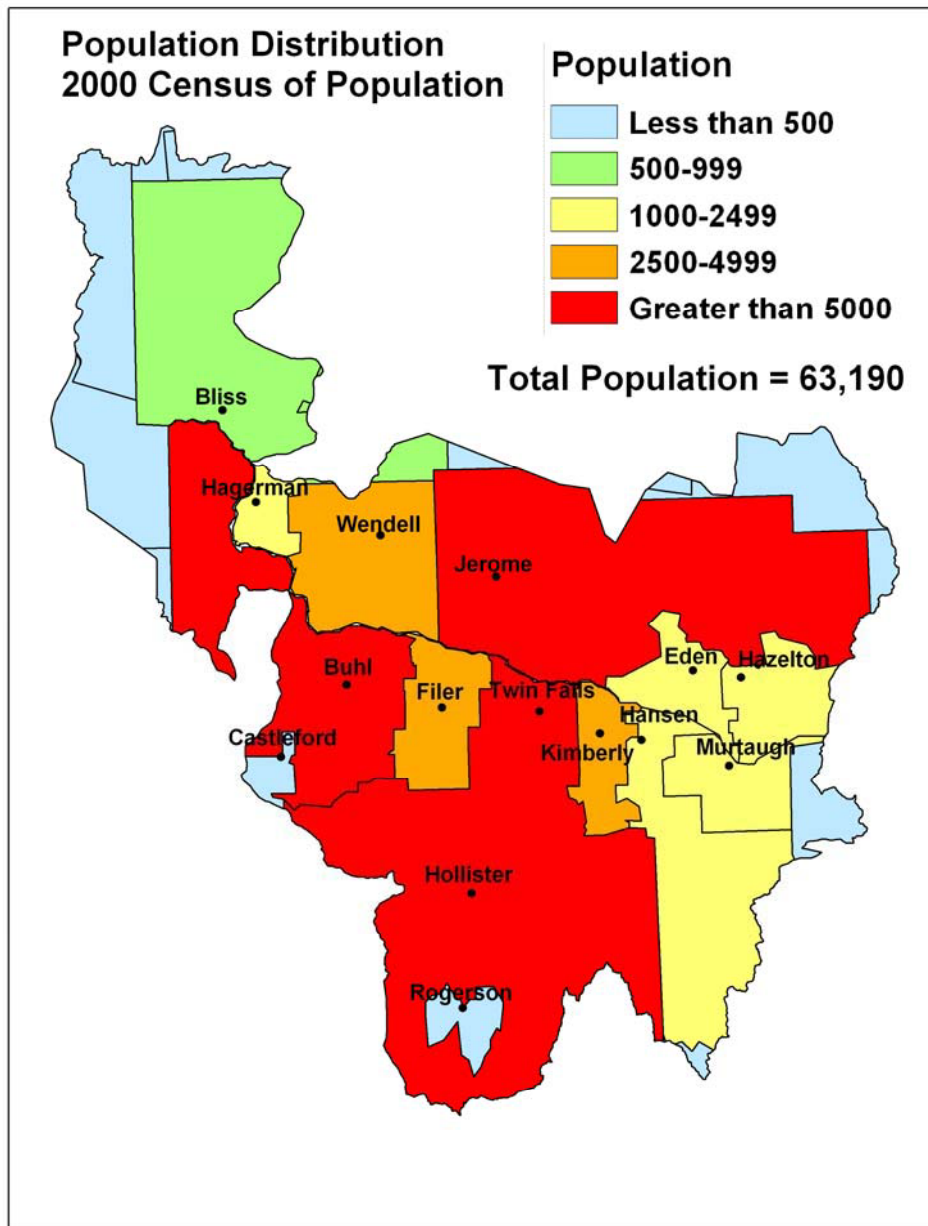 Population Distribution
2000 Census of Population
Population
Less than 500
500-999
1000-2499
2500-4999
Greater than 5000
Total Population = 63,190
Bliss
Hagerman
Wendell
Jerome
Eden
Hazelton
Buhl
Filer
Twin Falls
Hansen
Castleford
Kimberly
Murtaugh
Hollister
Rogerson